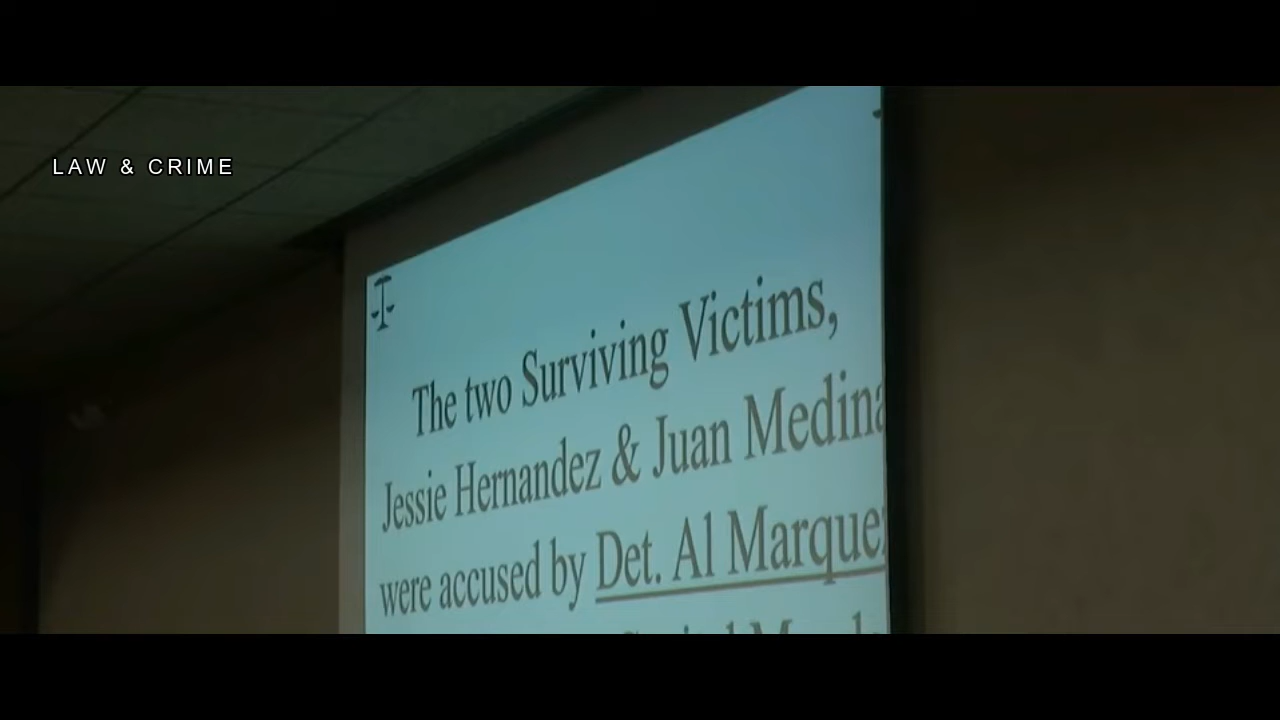 LAW & CRIME
The two Surviving Victims,
Jessie Hernandez & Juan Medina
were accused by Det. Al Marquez